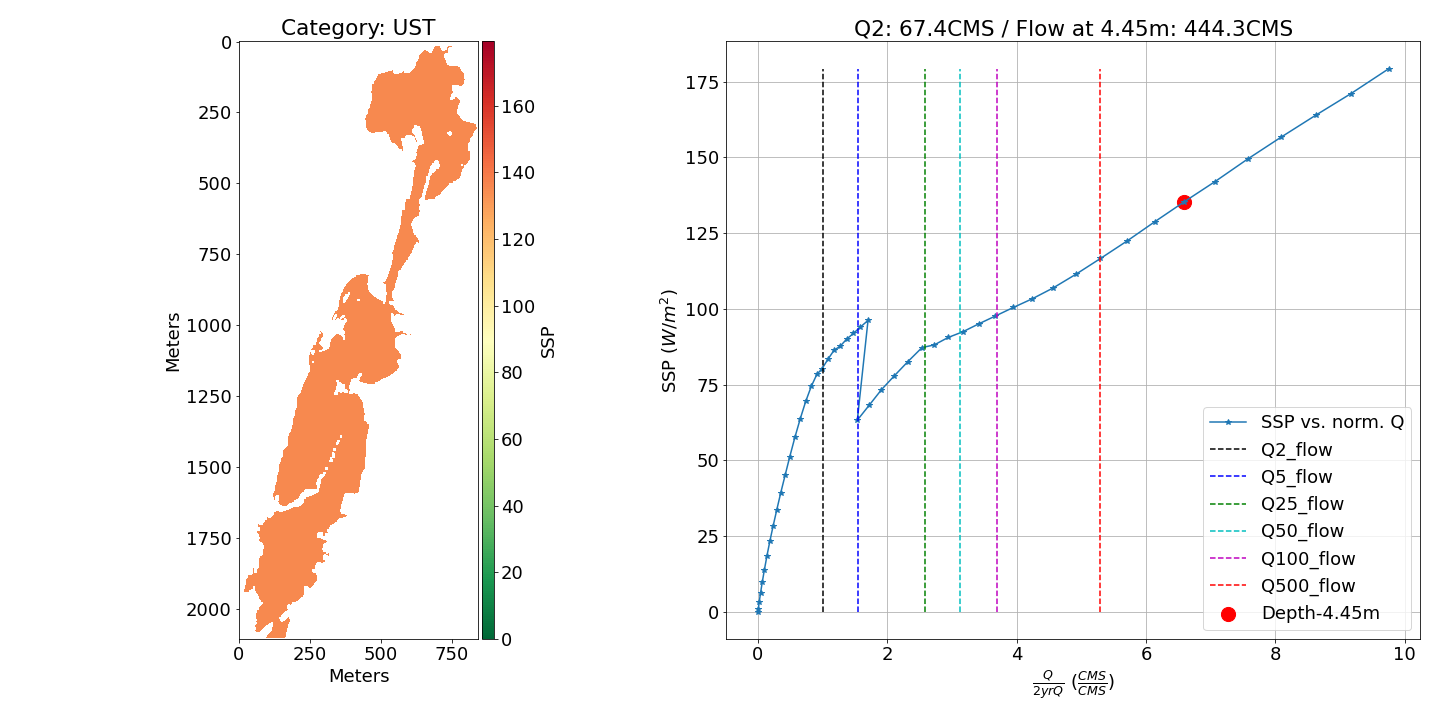 Category: UST
0
250
500
750
1000
1250
1500
1750
2000
Meters
0
250
500
750
Meters
160
140
120
100
80
60
40
20
0
SSP
Q2: 67.4CMS / Flow at 4.45m: 444.3CMS
175
150
125
100
75
50
25
0
SSP (W/m²)
0
2
4
6
8
10
Q/2yrQ (CMS/CMS)
SSP vs. norm. Q
Q2_flow
Q5_flow
Q25_flow
Q50_flow
Q100_flow
Q500_flow
Depth-4.45m